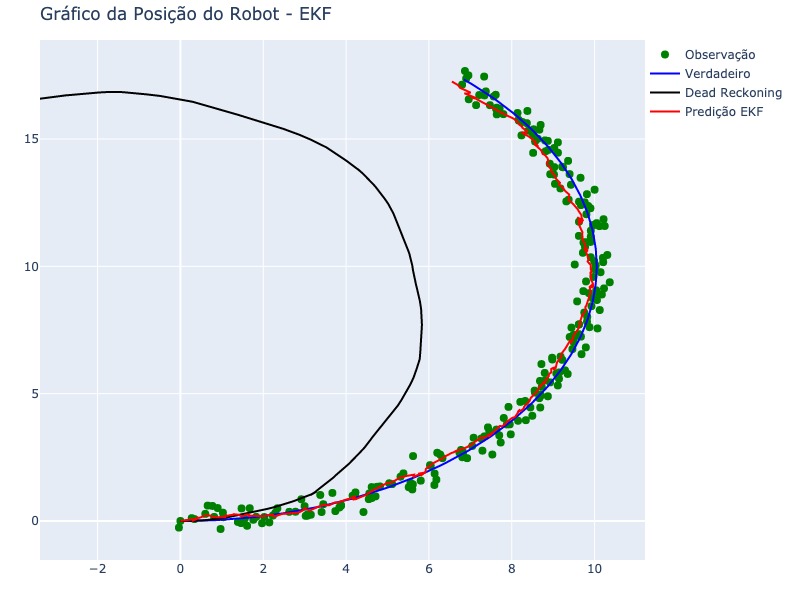 Gráfico da Posição do Robot - EKF
Observação
Verdadeiro
Dead Reckoning
Predição EKF
15
10
5
0
−2
0
2
4
6
8
10